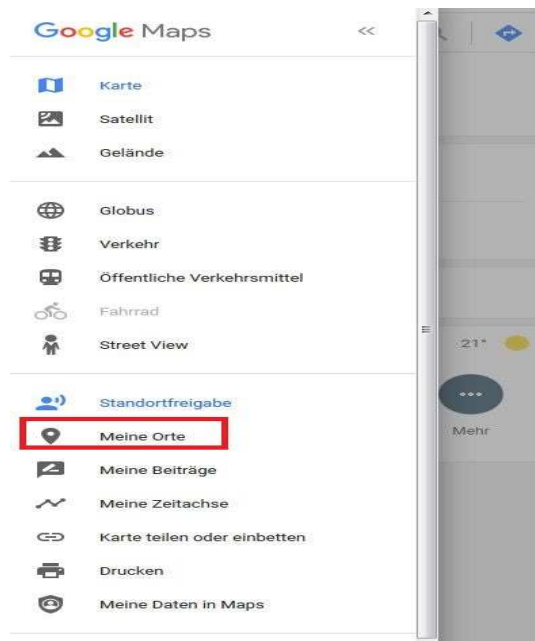 Google Maps <<
Karte
Satellit
Gelände
Globus
Verkehr
Öffentliche Verkehrsmittel
Fahrrad
Street View
21°
Standortfreigabe
Meine Orte
Mehr
Meine Beiträge
Meine Zeitachse
Karte teilen oder einbetten
Drucken
Meine Daten in Maps